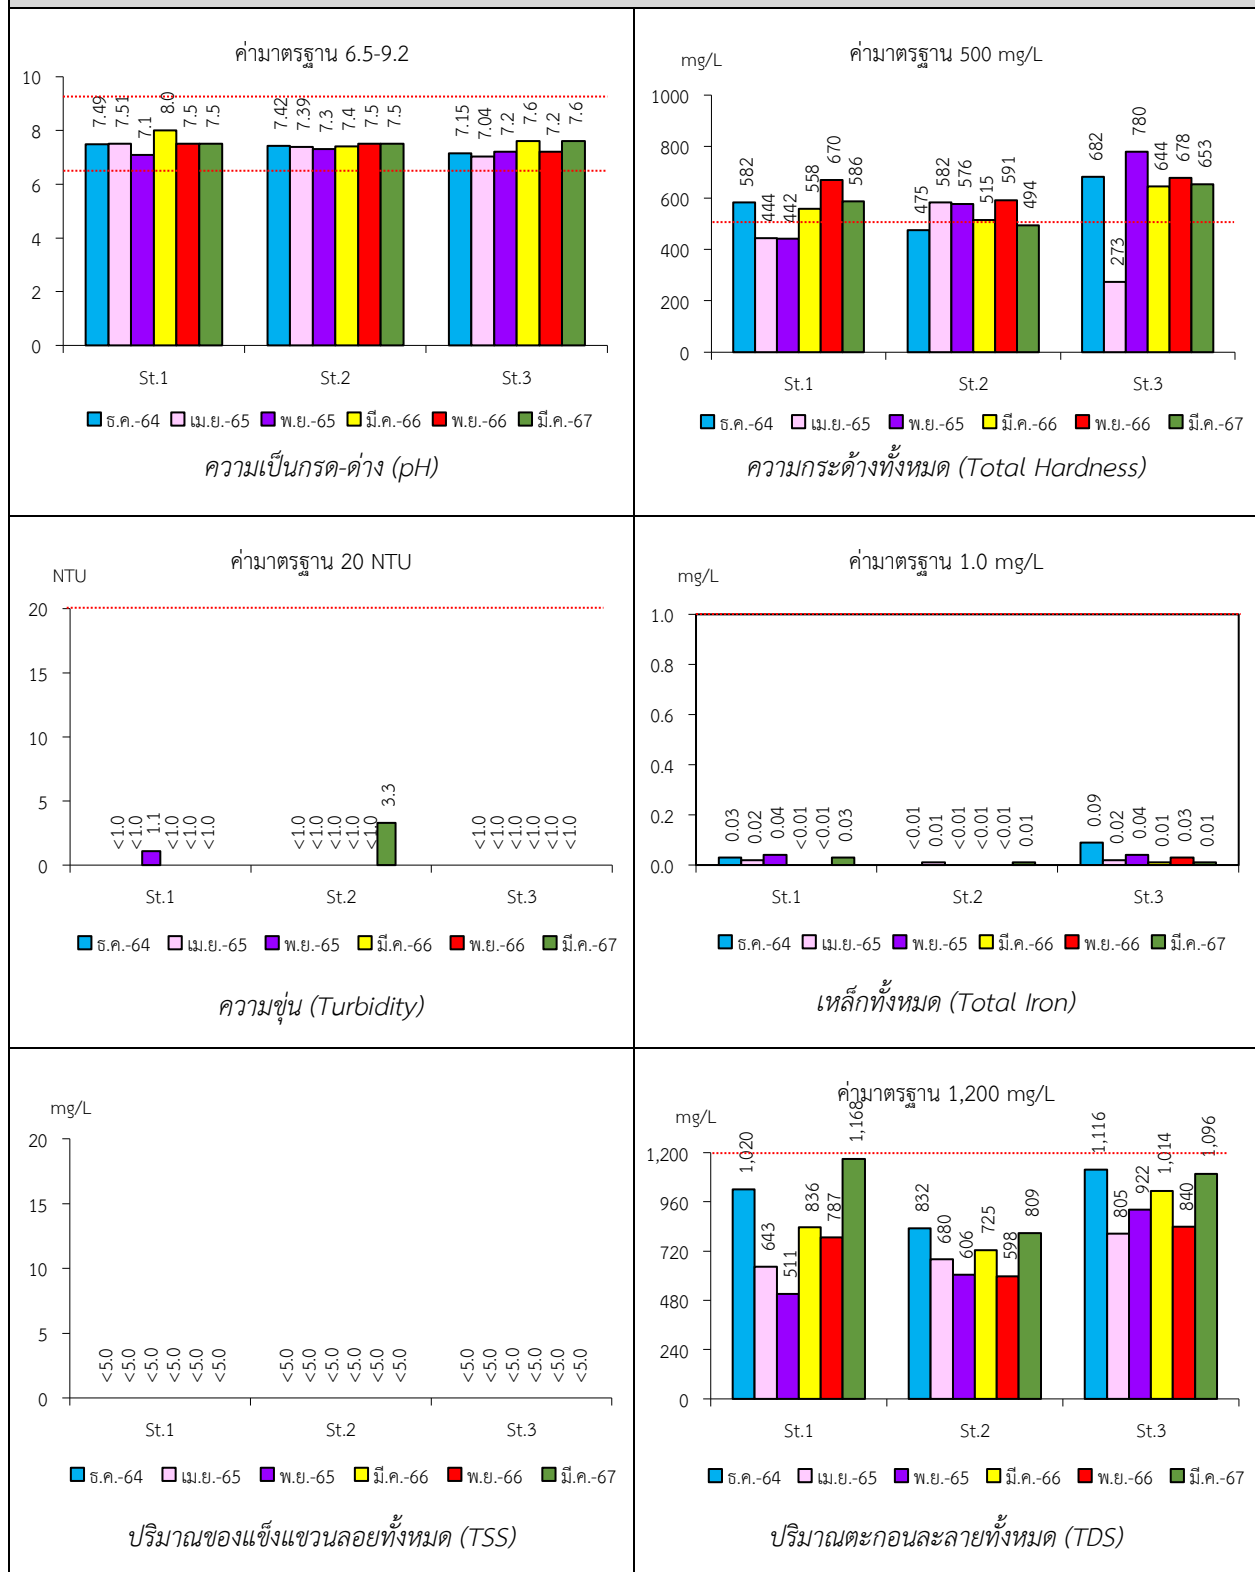 ค่ามาตรฐาน 6.5-9.2
10
8
6
4
2
0
7.49 7.51 7.1 8.0 7.5 7.5
7.42 7.39 7.3 7.4 7.5 7.5
7.15 7.04 7.2 7.6 7.2 7.6
St.1 St.2 St.3
ธ.ค.-64 เม.ย.-65 พ.ย.-65 มี.ค.-66 พ.ย.-66 มี.ค.-67
ความเป็นกรด-ด่าง (pH)
ค่ามาตรฐาน 500 mg/L
mg/L
1000
800
600
400
200
0
582 444 442 558 670 586
475 582 576 515 591 494
682 273 780 644 678 653
St.1 St.2 St.3
ธ.ค.-64 เม.ย.-65 พ.ย.-65 มี.ค.-66 พ.ย.-66 มี.ค.-67
ความกระด้างทั้งหมด (Total Hardness)
ค่ามาตรฐาน 20 NTU
NTU
20
15
10
5
0
<1.0 <1.0 1.1 <1.0 <1.0 <1.0
<1.0 <1.0 <1.0 <1.0 <1.0 3.3
<1.0 <1.0 <1.0 <1.0 <1.0 <1.0
St.1 St.2 St.3
ธ.ค.-64 เม.ย.-65 พ.ย.-65 มี.ค.-66 พ.ย.-66 มี.ค.-67
ความขุ่น (Turbidity)
ค่ามาตรฐาน 1.0 mg/L
mg/L
1.0
0.8
0.6
0.4
0.2
0.0
0.03 0.02 0.04 <0.01 <0.01 0.03
<0.01 0.01 <0.01 <0.01 <0.01 0.01
0.09 0.02 0.04 0.01 0.03 0.01
St.1 St.2 St.3
ธ.ค.-64 เม.ย.-65 พ.ย.-65 มี.ค.-66 พ.ย.-66 มี.ค.-67
เหล็กทั้งหมด (Total Iron)
mg/L
20
15
10
5
0
<5.0 <5.0 <5.0 <5.0 <5.0 <5.0
<5.0 <5.0 <5.0 <5.0 <5.0 <5.0
<5.0 <5.0 <5.0 <5.0 <5.0 <5.0
St.1 St.2 St.3
ธ.ค.-64 เม.ย.-65 พ.ย.-65 มี.ค.-66 พ.ย.-66 มี.ค.-67
ปริมาณของแข็งแขวนลอยทั้งหมด (TSS)
ค่ามาตรฐาน 1,200 mg/L
mg/L
1,200
960
720
480
240
0
1,020 643 511 836 787 1,168
832 680 606 725 598 809
1,116 805 922 1,014 840 1,096
St.1 St.2 St.3
ธ.ค.-64 เม.ย.-65 พ.ย.-65 มี.ค.-66 พ.ย.-66 มี.ค.-67
ปริมาณตะกอนละลายทั้งหมด (TDS)